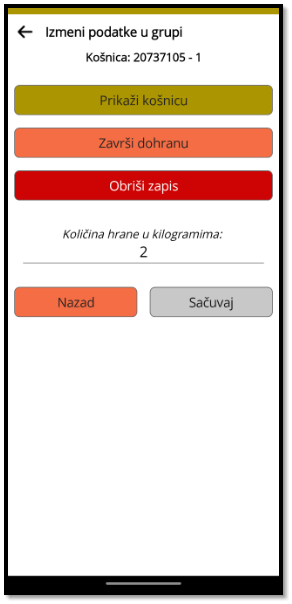 Izmeni podatke u grupi
Košnica: 20737105 - 1
Prikaži košnicu
Završi dohranu
Obriši zapis
Količina hrane u kilogramima:
2
Nazad Sačuvaj